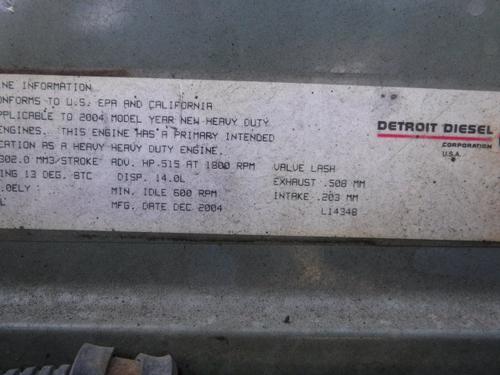 NE INFORMATION
ONFORMS TO U.S. EPA AND CALIFORNIA
PPLICABLE TO 2004 MODEL YEAR NEW HEAVY DUTY
ENGINES. THIS ENGINE HAS A PRIMARY INTENDED
CATION AS A HEAVY HEAVY DUTY ENGINE.
302.0 MM3/STROKE ADV. HP.515 AT 1800 RPM
ING 13 DEG. BTC DISP. 14.0L
.0ELY MIN. IDLE 600 RPM
MFG. DATE DEC 2004
VALVE LASH
EXHAUST .508 MM
INTAKE .203 MM
L1434B
DETROIT DIESEL
CORPORATION
U.S.A.